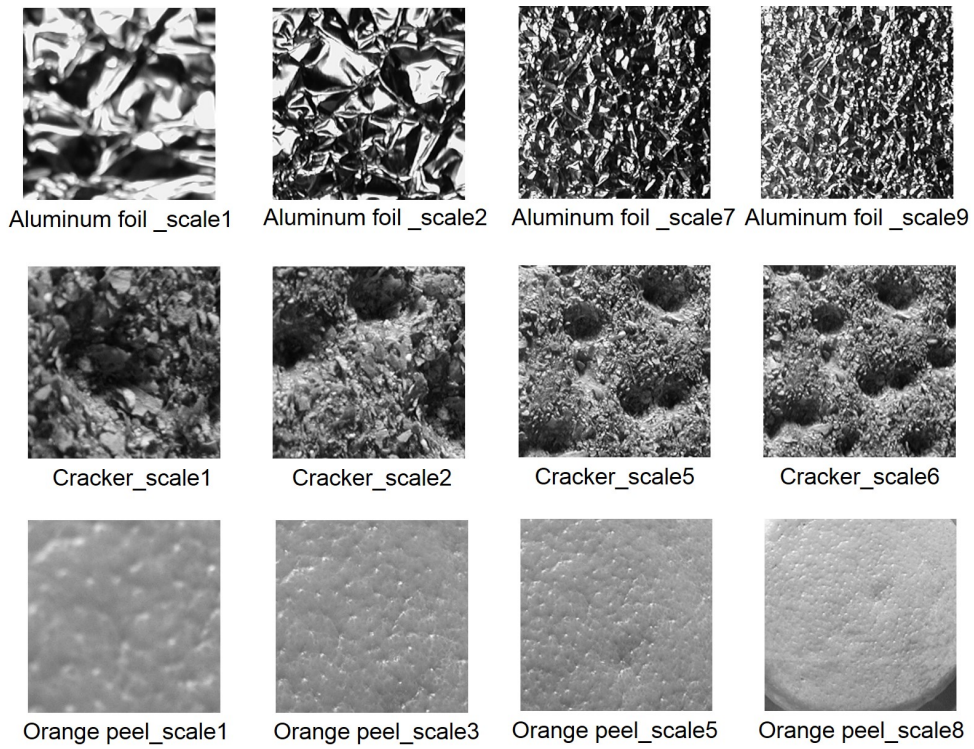 Aluminum foil _scale1
Aluminum foil _scale2
Aluminum foil _scale7
Aluminum foil _scale9
Cracker_scale1
Cracker_scale2
Cracker_scale5
Cracker_scale6
Orange peel_scale1
Orange peel_scale3
Orange peel_scale5
Orange peel_scale8